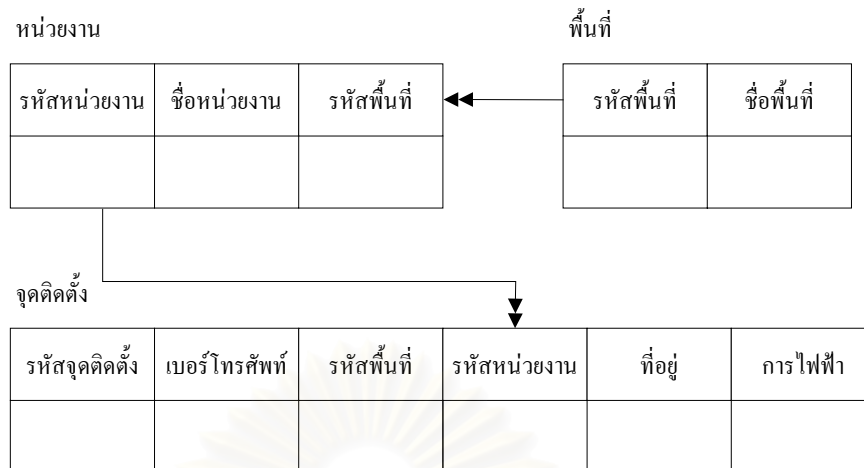 หน่วยงาน
พื้นที่
รหัสหน่วยงาน ชื่อหน่วยงาน รหัสพื้นที่ รหัสพื้นที่ ชื่อพื้นที่
จุดติดตั้ง
รหัสจุดติดตั้ง เบอร์โทรศัพท์ รหัสพื้นที่ รหัสหน่วยงาน ที่อยู่ การไฟฟ้า